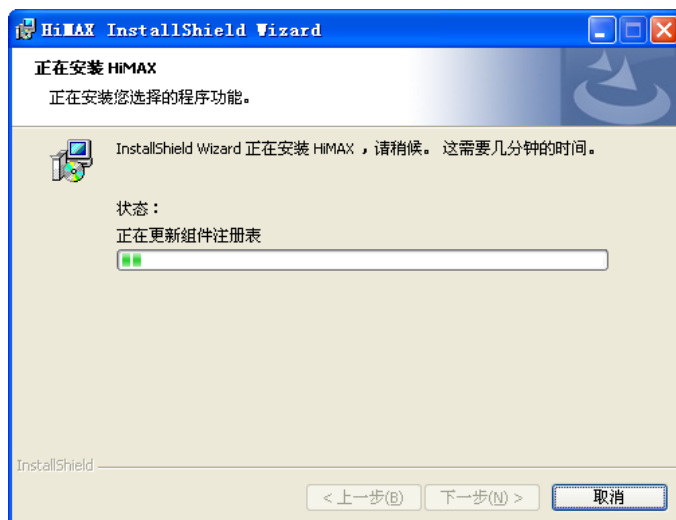 HiMAX InstallShield Wizard
正在安装 HiMAX
正在安装您选择的程序功能。
InstallShield Wizard 正在安装 HiMAX ，请稍候。 这需要几分钟的时间。
状态：
正在更新组件注册表
InstallShield
< 上一步(B) 下一步(N) > 取消